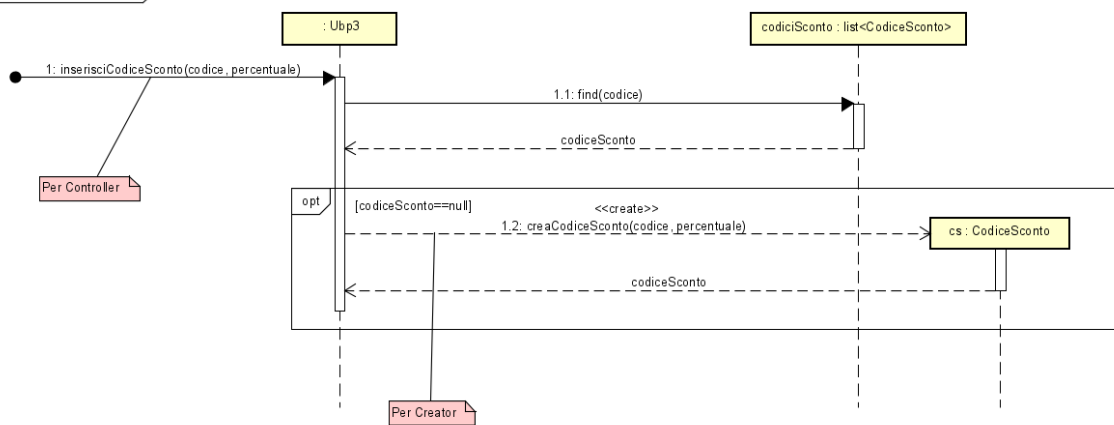 : Ubp3
codiciSconto : list<CodiceSconto>
1: inserisciCodiceSconto(codice, percentuale)
1.1: find(codice)
codiceSconto
Per Controller
opt
[codiceSconto==null]
<<create>>
1.2: creaCodiceSconto(codice, percentuale)
cs : CodiceSconto
codiceSconto
Per Creator